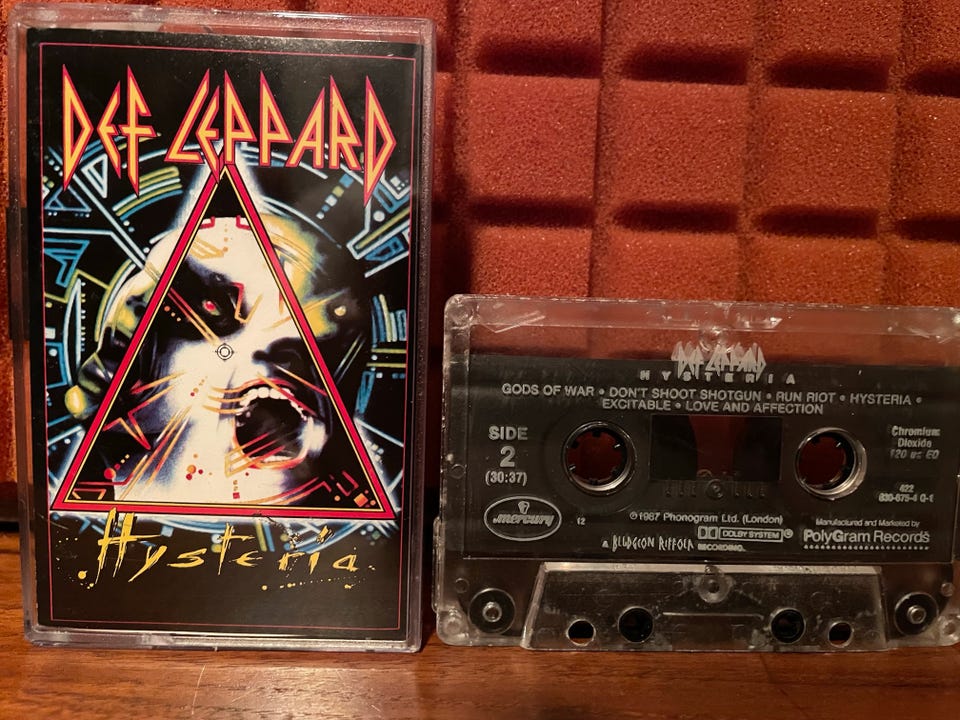 DEF LEPPARD
Hysteria
DEF LEPPARD
HYSTERIA
GODS OF WAR • DON'T SHOOT SHOTGUN • RUN RIOT • HYSTERIA •
EXCITABLE • LOVE AND AFFECTION
SIDE
2
(30:37)
Chromium
Dioxide
120 us EQ
422
830-675-4 Q-1
mercury
12
℗1987 Phonogram Ltd. (London)
DOLBY SYSTEM
A BLUDGEON RIFFOLA RECORDING.
Manufactured and Marketed by
PolyGram Records